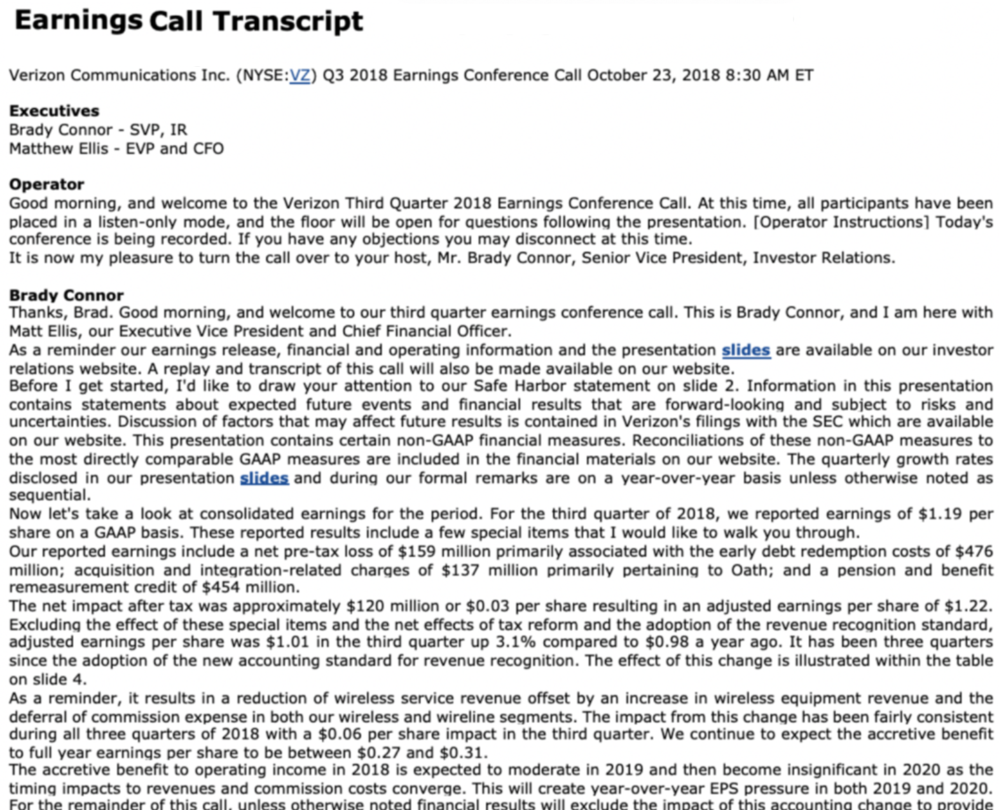 Earnings Call Transcript
Verizon Communications Inc. (NYSE:VZ) Q3 2018 Earnings Conference Call October 23, 2018 8:30 AM ET
Executives
Brady Connor - SVP, IR
Matthew Ellis - EVP and CFO
Operator
Good morning, and welcome to the Verizon Third Quarter 2018 Earnings Conference Call. At this time, all participants have been
placed in a listen-only mode, and the floor will be open for questions following the presentation. [Operator Instructions] Today's
conference is being recorded. If you have any objections you may disconnect at this time.
It is now my pleasure to turn the call over to your host, Mr. Brady Connor, Senior Vice President, Investor Relations.
Brady Connor
Thanks, Brad. Good morning, and welcome to our third quarter earnings conference call. This is Brady Connor, and I am here with
Matt Ellis, our Executive Vice President and Chief Financial Officer.
As a reminder our earnings release, financial and operating information and the presentation slides are available on our investor
relations website. A replay and transcript of this call will also be made available on our website.
Before I get started, I'd like to draw your attention to our Safe Harbor statement on slide 2. Information in this presentation
contains statements about expected future events and financial results that are forward-looking and subject to risks and
uncertainties. Discussion of factors that may affect future results is contained in Verizon's filings with the SEC which are available
on our website. This presentation contains certain non-GAAP financial measures. Reconciliations of these non-GAAP measures to
the most directly comparable GAAP measures are included in the financial materials on our website. The quarterly growth rates
disclosed in our presentation slides and during our formal remarks are on a year-over-year basis unless otherwise noted as
sequential.
Now let's take a look at consolidated earnings for the period. For the third quarter of 2018, we reported earnings of $1.19 per
share on a GAAP basis. These reported results include a few special items that I would like to walk you through.
Our reported earnings include a net pre-tax loss of $159 million primarily associated with the early debt redemption costs of $476
million; acquisition and integration-related charges of $137 million primarily pertaining to Oath; and a pension and benefit
remeasurement credit of $454 million.
The net impact after tax was approximately $120 million or $0.03 per share resulting in an adjusted earnings per share of $1.22.
Excluding the effect of these special items and the net effects of tax reform and the adoption of the revenue recognition standard,
adjusted earnings per share was $1.01 in the third quarter up 3.1% compared to $0.98 a year ago. It has been three quarters
since the adoption of the new accounting standard for revenue recognition. The effect of this change is illustrated within the table
on slide 4.
As a reminder, it results in a reduction of wireless service revenue offset by an increase in wireless equipment revenue and the
deferral of commission expense in both our wireless and wireline segments. The impact from this change has been fairly consistent
during all three quarters of 2018 with a $0.06 per share impact in the third quarter. We continue to expect the accretive benefit
to full year earnings per share to be between $0.27 and $0.31.
The accretive benefit to operating income in 2018 is expected to moderate in 2019 and then become insignificant in 2020 as the
timing impacts to revenues and commission costs converge. This will create year-over-year EPS pressure in both 2019 and 2020.
For the remainder of this call, unless otherwise noted financial results will exclude the impact of this accounting change to provide